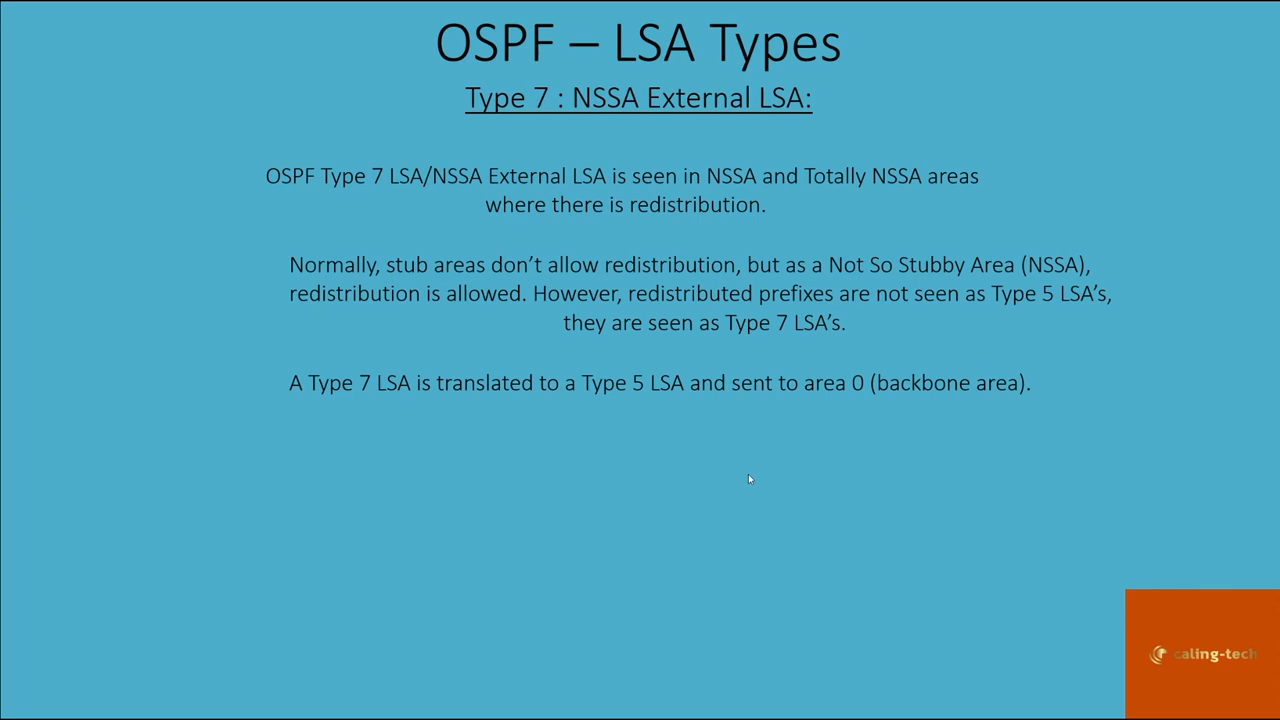 OSPF – LSA Types
Type 7 : NSSA External LSA:
OSPF Type 7 LSA/NSSA External LSA is seen in NSSA and Totally NSSA areas
where there is redistribution.
Normally, stub areas don’t allow redistribution, but as a Not So Stubby Area (NSSA),
redistribution is allowed. However, redistributed prefixes are not seen as Type 5 LSA’s,
they are seen as Type 7 LSA’s.
A Type 7 LSA is translated to a Type 5 LSA and sent to area 0 (backbone area).
caling-tech